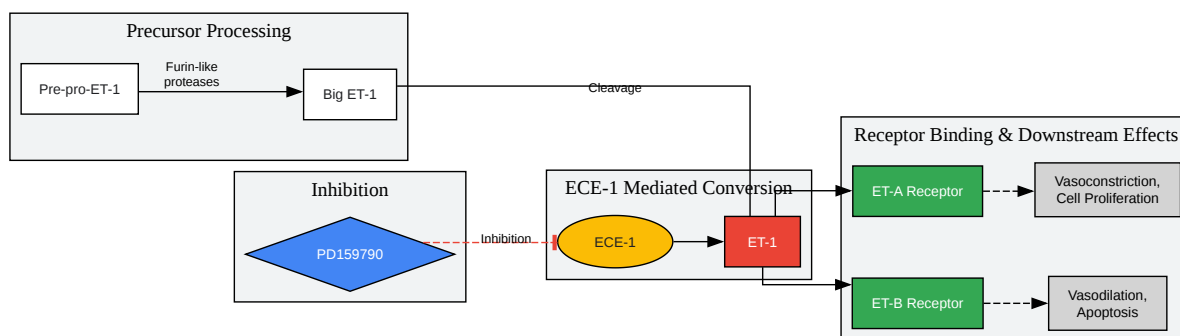 Precursor Processing
Furin-like
proteases
Pre-pro-ET-1
Big ET-1
Cleavage
Receptor Binding & Downstream Effects
Inhibition
ECE-1 Mediated Conversion
ET-A Receptor
Vasoconstriction,
Cell Proliferation
PD159790
Inhibition
ECE-1
ET-1
ET-B Receptor
Vasodilation,
Apoptosis